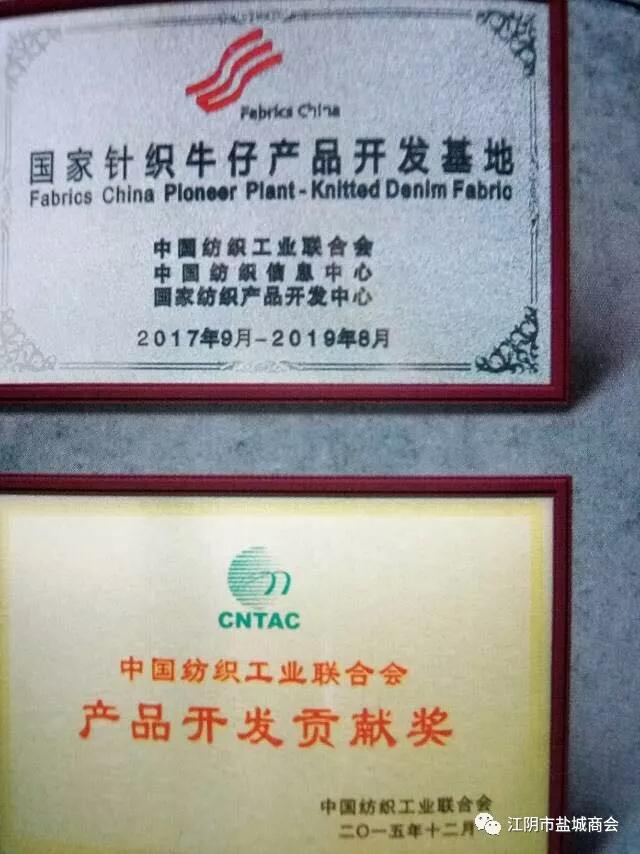 Fabrics China
国家针织牛仔产品开发基地
Fabrics China Pioneer Plant-Knitted Denim Fabric
中国纺织工业联合会
中国纺织信息中心
国家纺织产品开发中心
2017年9月-2019年8月
CNTAC
中国纺织工业联合会
产品开发贡献奖
中国纺织工业联合会
二〇一五年十二月
江阴市盐城商会